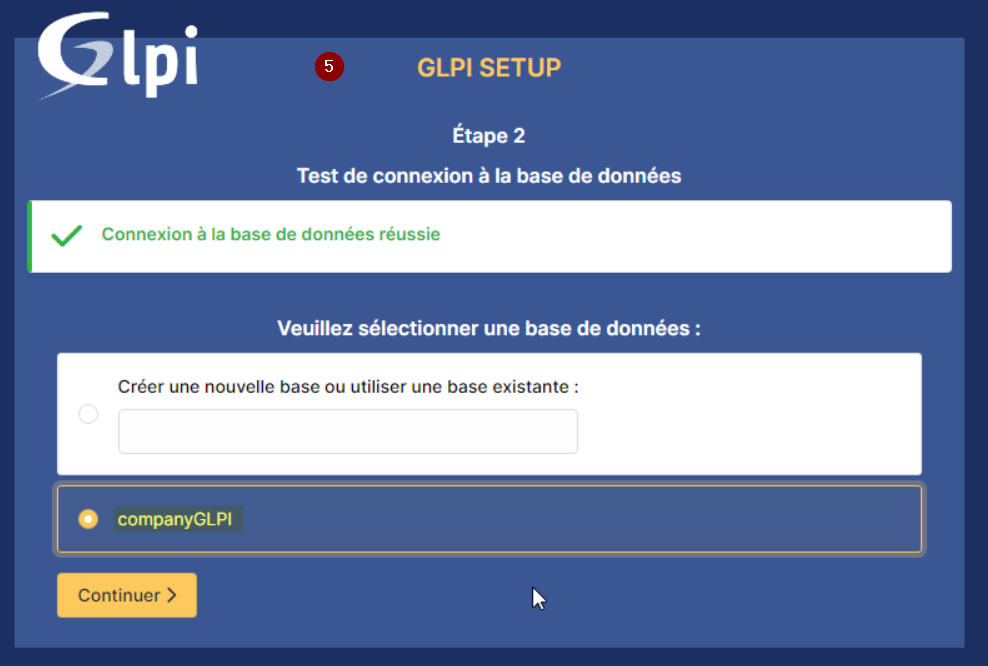 Glpi
5
GLPI SETUP
Étape 2
Test de connexion à la base de données
Connexion à la base de données réussie
Veuillez sélectionner une base de données :
Créer une nouvelle base ou utiliser une base existante :
companyGLPI
Continuer